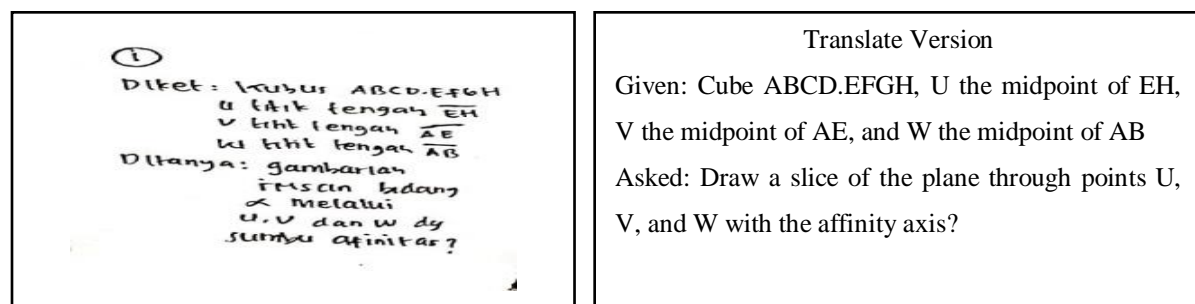 1
Diket: kubus ABCD.EFGH
U titik tengah EH
V titik tengah AE
W titik tengah AB
Ditanya: gambarlah
irisan bidang
α melalui
U, V dan W dg
sumbu afinitas?
Translate Version
Given: Cube ABCD.EFGH, U the midpoint of EH,
V the midpoint of AE, and W the midpoint of AB
Asked: Draw a slice of the plane through points U,
V, and W with the affinity axis?